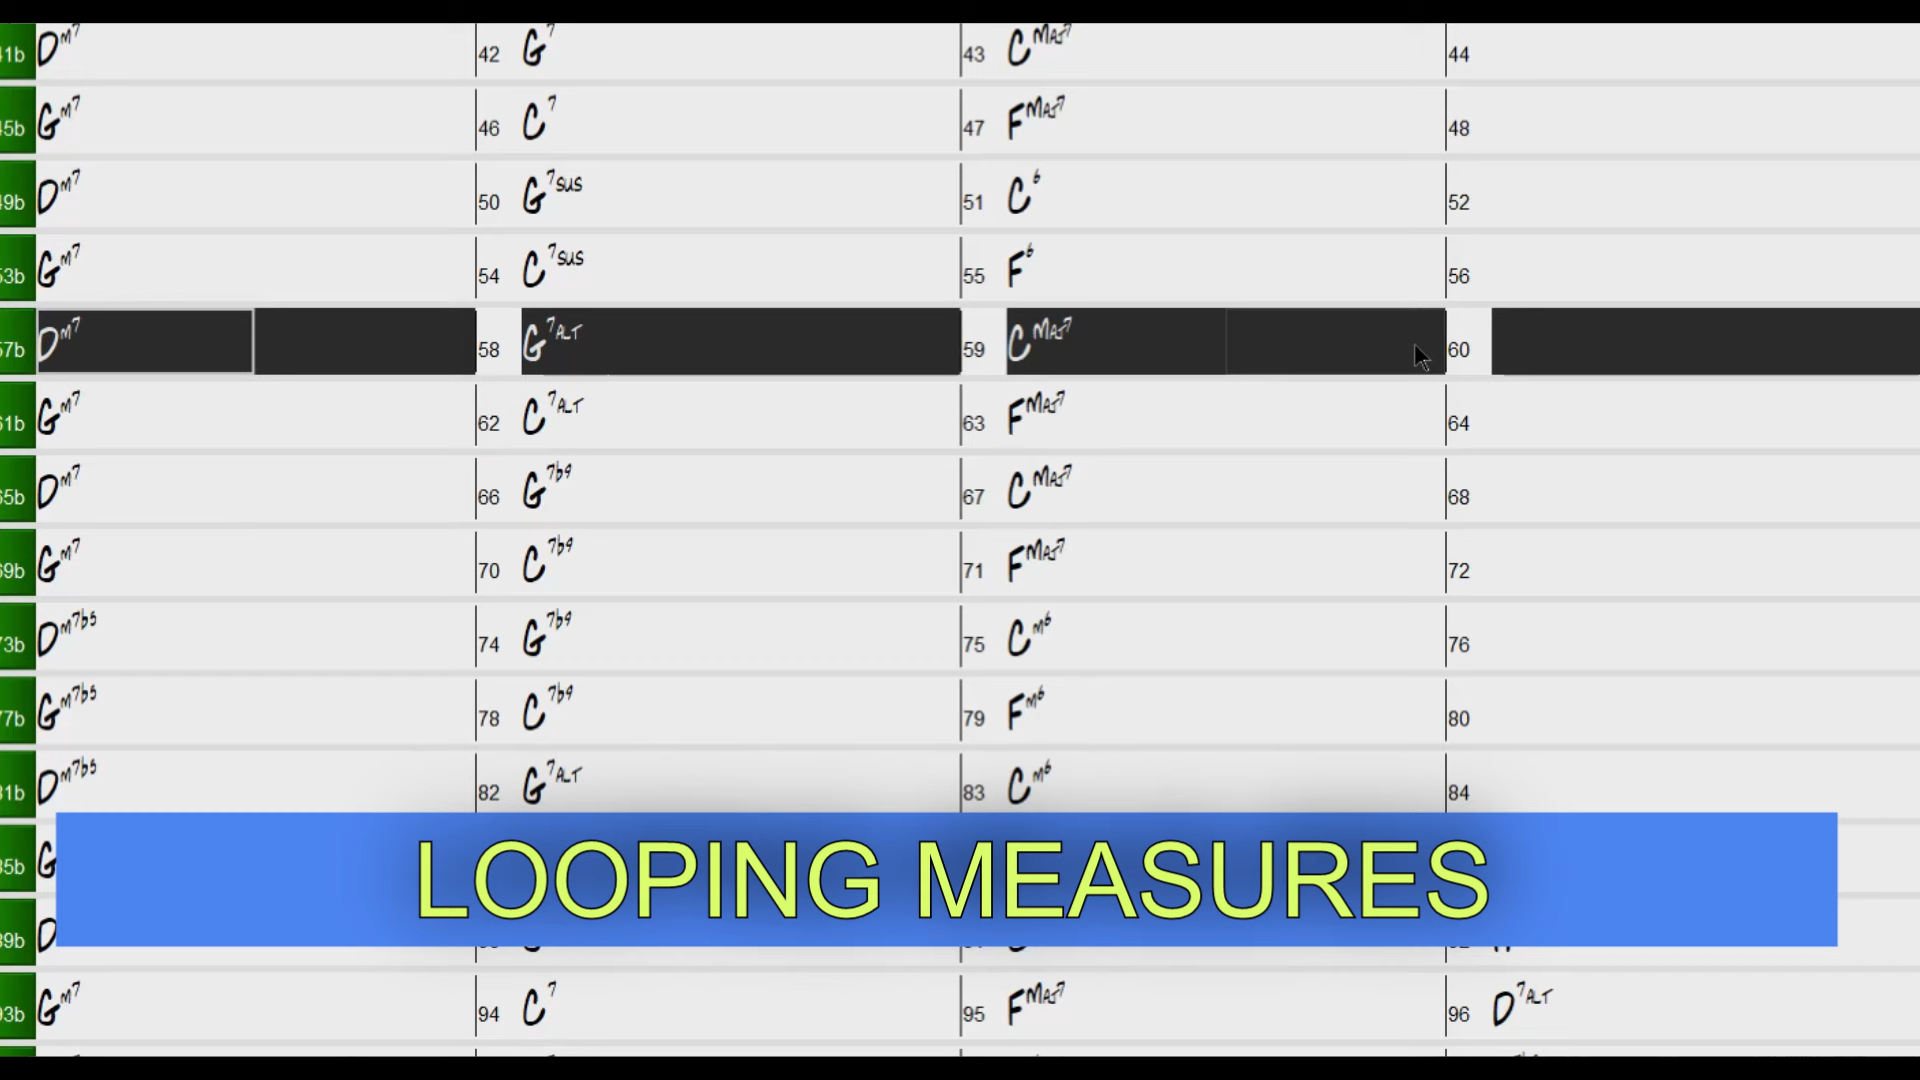 41b Dm7 42 G7 43 CMaj7 44
45b Gm7 46 C7 47 FMaj7 48
49b Dm7 50 G7sus 51 C6 52
53b Gm7 54 C7sus 55 F6 56
57b Dm7 58 G7alt 59 CMaj7 60
61b Gm7 62 C7alt 63 FMaj7 64
65b Dm7 66 G7b9 67 CMaj7 68
69b Gm7 70 C7b9 71 FMaj7 72
73b Dm7b5 74 G7b9 75 Cm6 76
77b Gm7b5 78 C7b9 79 Fm6 80
81b Dm7b5 82 G7alt 83 Cm6 84
85b G
LOOPING MEASURES
89b D
93b Gm7 94 C7 95 FMaj7 96 D7alt